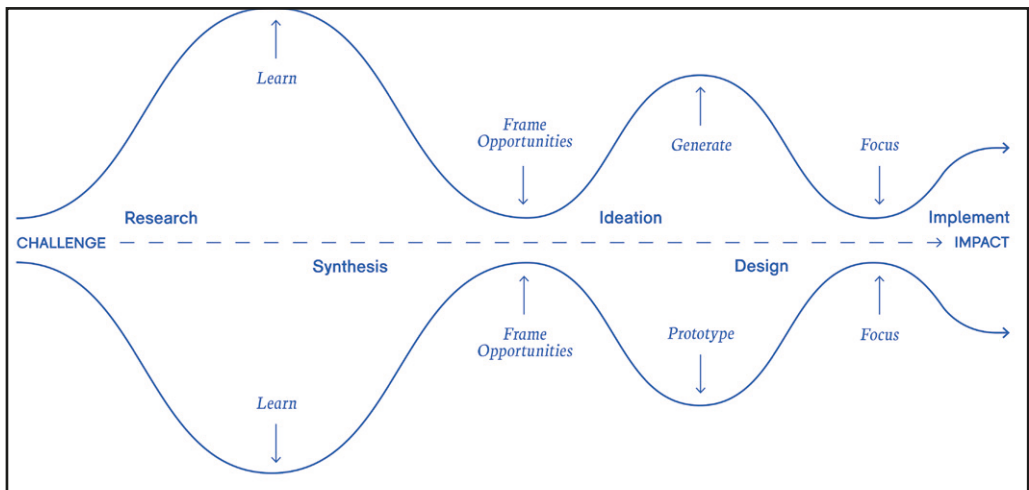 Learn
Frame
Opportunities
Generate
Focus
Research
Ideation
Implement
CHALLENGE
IMPACT
Synthesis
Design
Frame
Opportunities
Prototype
Focus
Learn